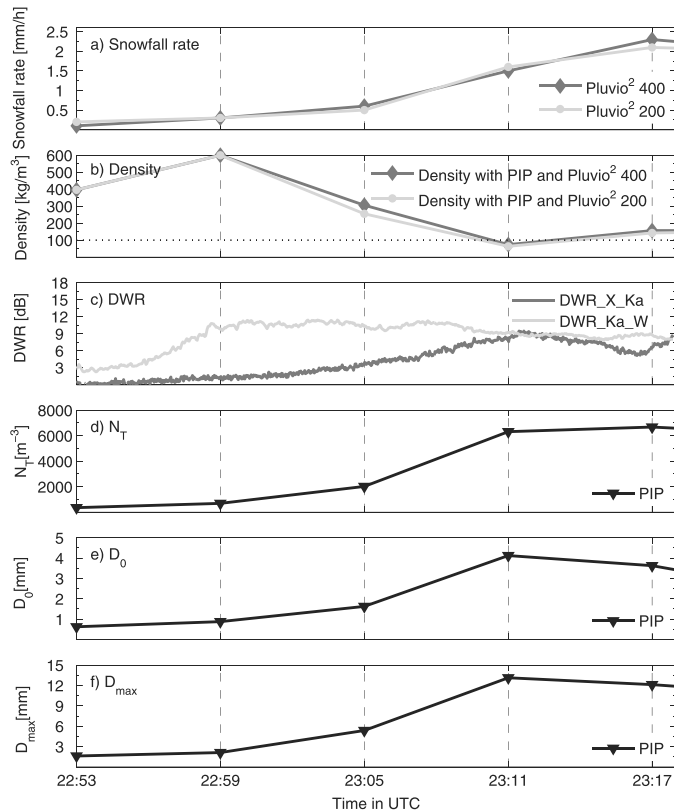 Snowfall rate [mm/h]
2.5
2
1.5
1
0.5
a) Snowfall rate
Pluvio² 400
Pluvio² 200
Density [kg/m³]
600
500
400
300
200
100
b) Density
Density with PIP and Pluvio² 400
Density with PIP and Pluvio² 200
DWR [dB]
18
15
12
9
6
3
c) DWR
DWR_X_Ka
DWR_Ka_W
N_T[m⁻³]
8000
6000
4000
2000
d) N_T
PIP
D_0[mm]
5
4
3
2
1
e) D_0
PIP
D_max[mm]
15
12
9
6
3
f) D_max
PIP
22:53 22:59 23:05 23:11 23:17
Time in UTC